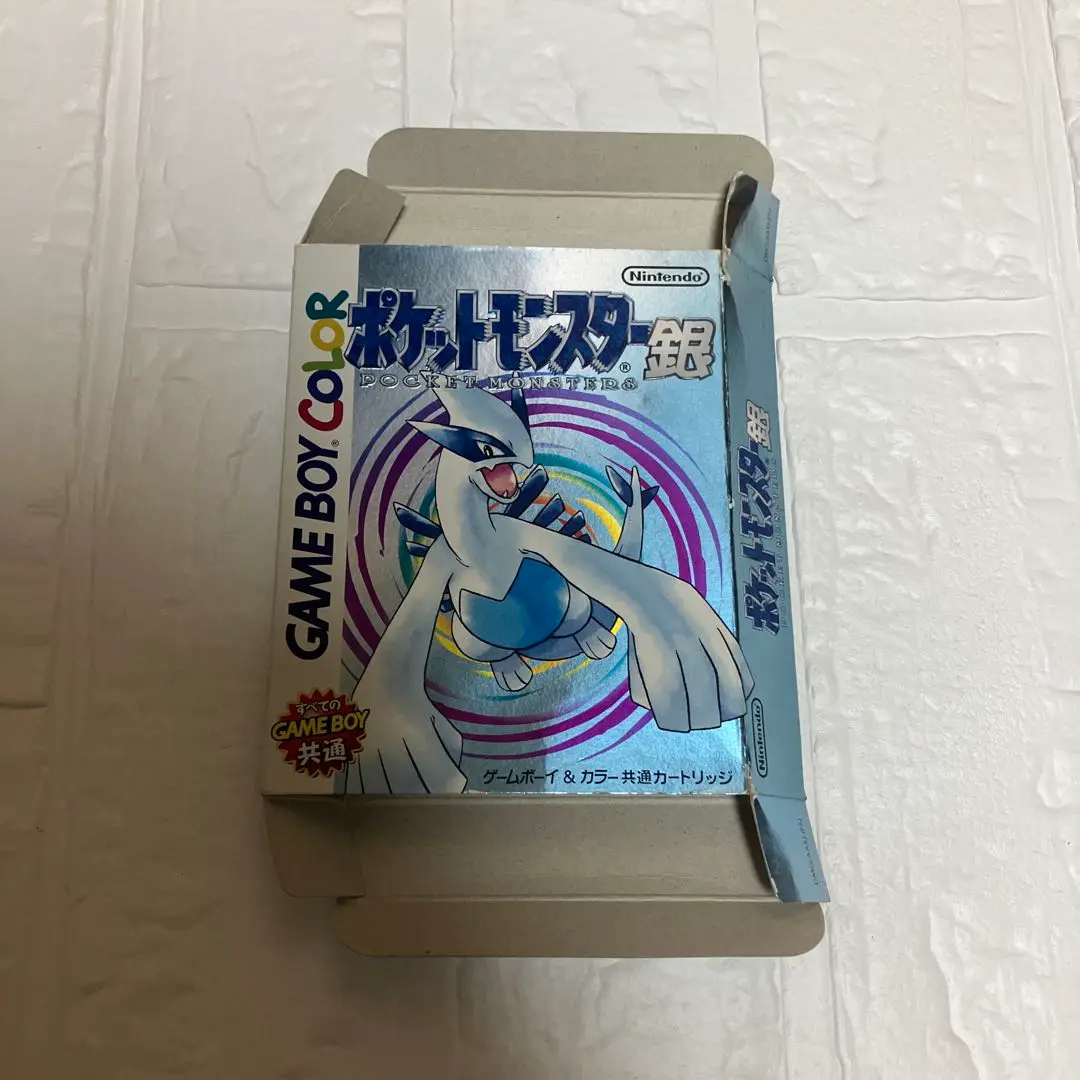 Nintendo®
ポケットモンスター®銀
POCKET MONSTERS
GAME BOY® COLOR
すべての
GAME BOY
共通
ゲームボーイ & カラー共通カートリッジ
ポケットモンスター銀
POCKET MONSTERS
Nintendo